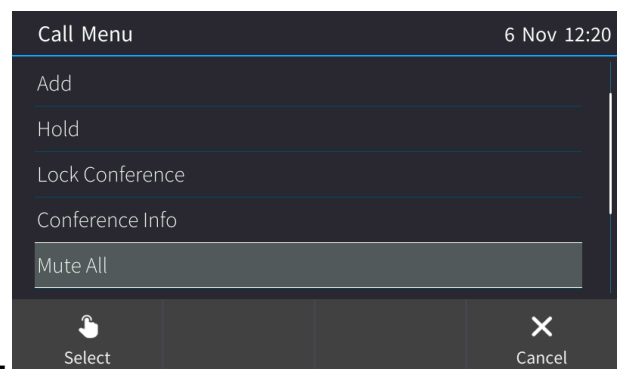 Call Menu 6 Nov 12:20
Add
Hold
Lock Conference
Conference Info
Mute All
Select Cancel